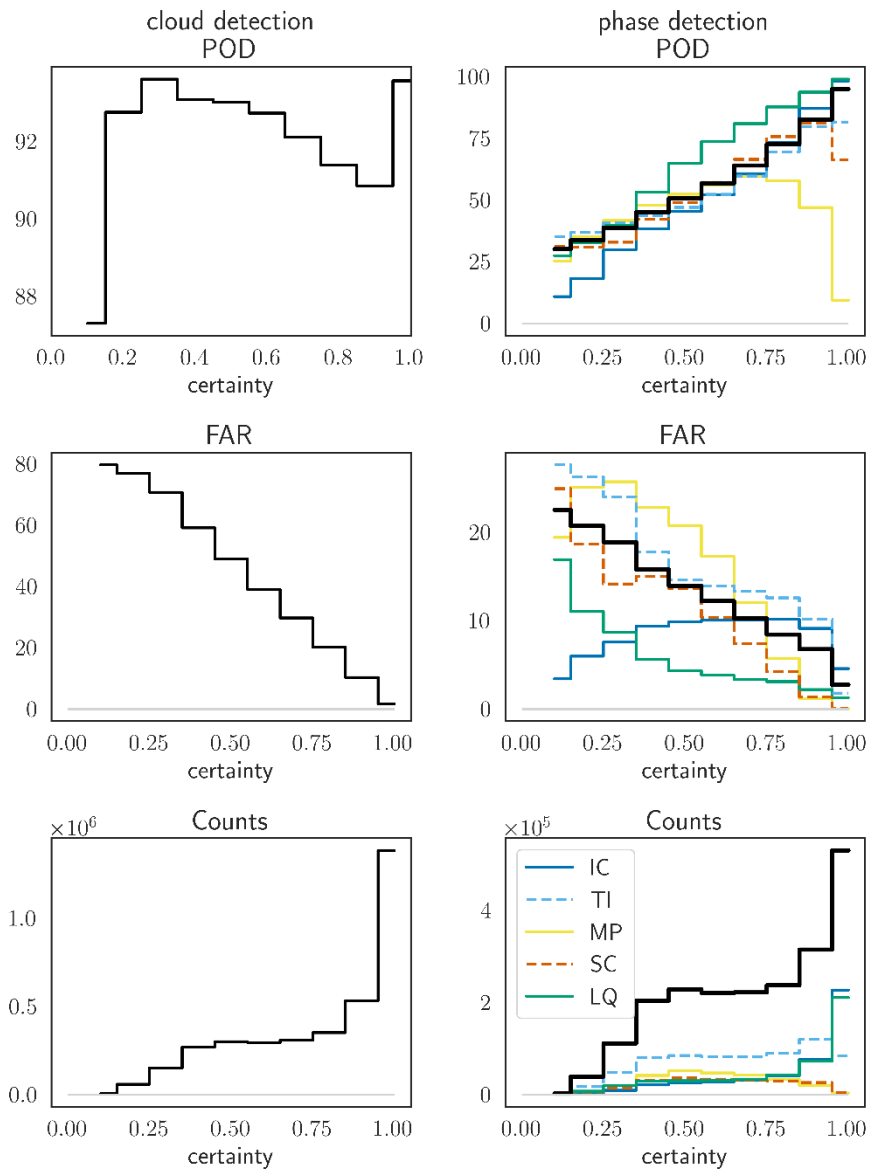 cloud detection
POD
92
90
88
0.0 0.2 0.4 0.6 0.8 1.0
certainty
phase detection
POD
100
75
50
25
0
0.00 0.25 0.50 0.75 1.00
certainty
FAR
80
60
40
20
0
0.00 0.25 0.50 0.75 1.00
certainty
FAR
20
10
0
0.00 0.25 0.50 0.75 1.00
certainty
×10⁶
Counts
1.0
0.5
0.0
0.00 0.25 0.50 0.75 1.00
certainty
×10⁵
Counts
IC
TI
MP
SC
LQ
4
2
0
0.00 0.25 0.50 0.75 1.00
certainty